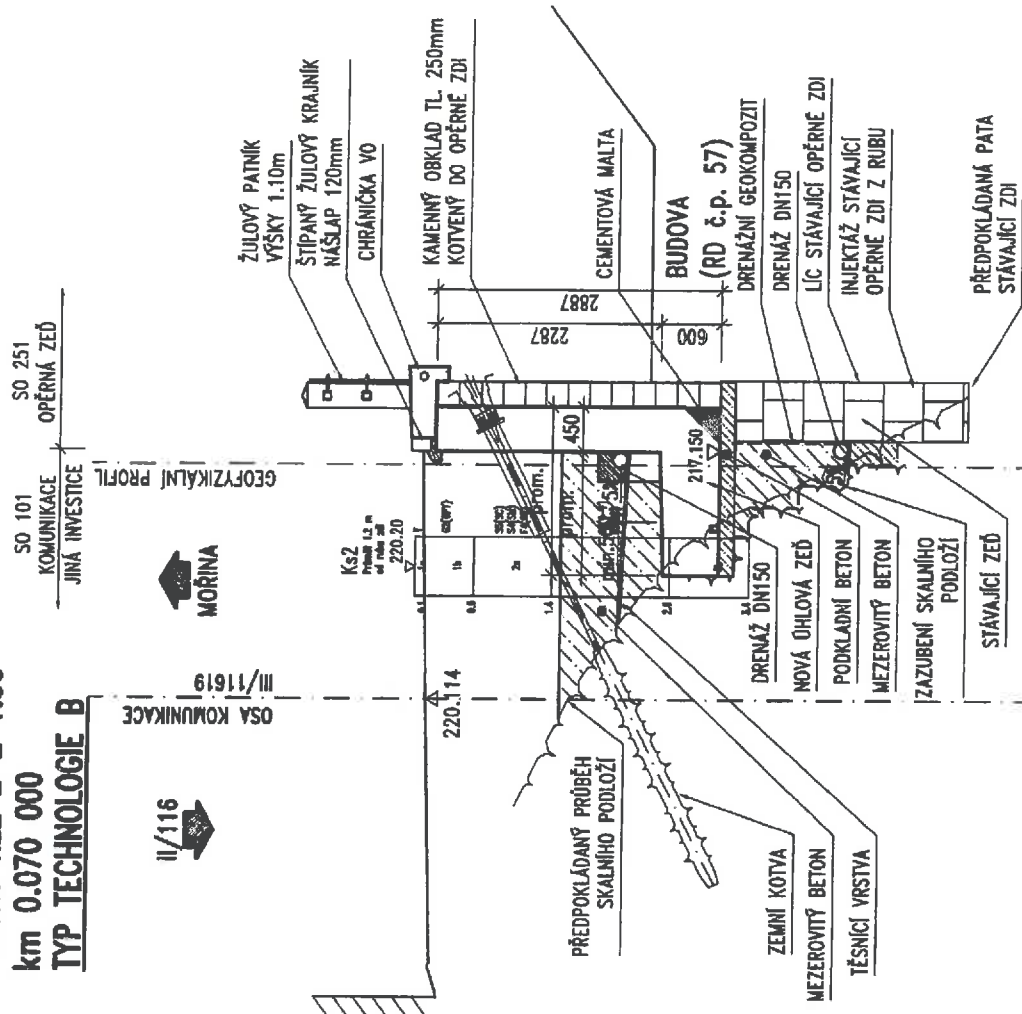 km 0.070 000
TYP TECHNOLOGIE B
SO 101
KOMUNIKACE
JINÁ INVESTICE
SO 251
OPĚRNÁ ZEĎ
II/116
MOŘINA
OSA KOMUNIKACE
III/11619
GEOFYZIKÁLNÍ PROFIL
220.114
Ks2
220.20
ŽULOVÝ PATNÍK
VÝŠKY 1.10m
ŠTÍPANÝ ŽULOVÝ KRAJNÍK
NÁŠLAP 120mm
CHRÁNIČKA VO
KAMENNÝ OBKLAD TL. 250mm
KOTVENÝ DO OPĚRNÉ ZDI
CEMENTOVÁ MALTA
BUDOVA
(RD č.p. 57)
DRENÁŽNÍ GEOKOMPOZIT
DRENÁŽ DN150
LÍC STÁVAJÍCÍ OPĚRNÉ ZDI
INJEKTÁŽ STÁVAJÍCÍ
OPĚRNÉ ZDI Z RUBU
PŘEDPOKLÁDANÁ PATA
STÁVAJÍCÍ ZDI
2887
2287
600
450
prom.
prom.
217.150
PŘEDPOKLÁDANÝ PRŮBĚH
SKALNÍHO PODLOŽÍ
ZEMNÍ KOTVA
MEZEROVITÝ BETON
TĚSNÍCÍ VRSTVA
DRENÁŽ DN150
NOVÁ ÚHLOVÁ ZEĎ
PODKLADNÍ BETON
MEZEROVITÝ BETON
ZAZUBENÍ SKALNÍHO
PODLOŽÍ
STÁVAJÍCÍ ZEĎ